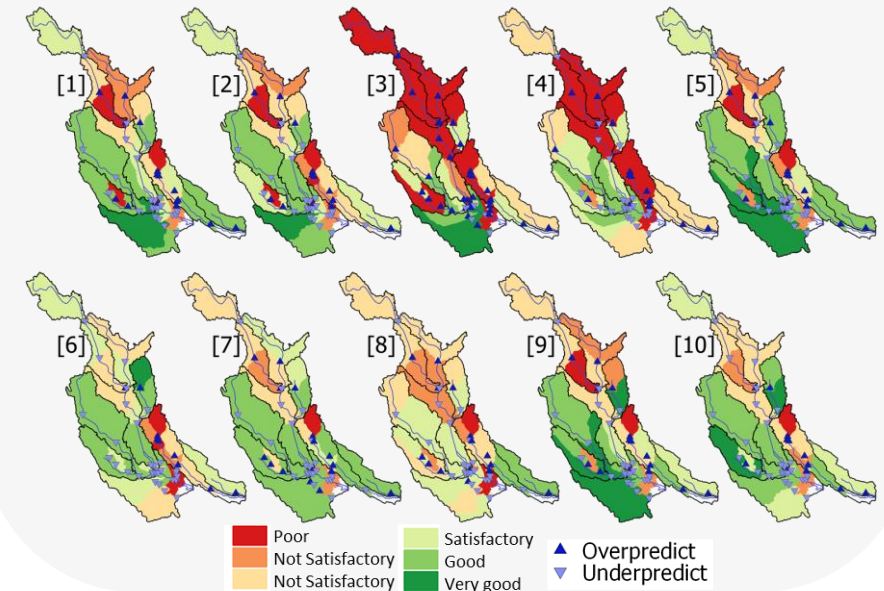 [1] [2] [3] [4] [5]
[6] [7] [8] [9] [10]
Poor
Not Satisfactory
Not Satisfactory
Satisfactory
Good
Very good
Overpredict
Underpredict